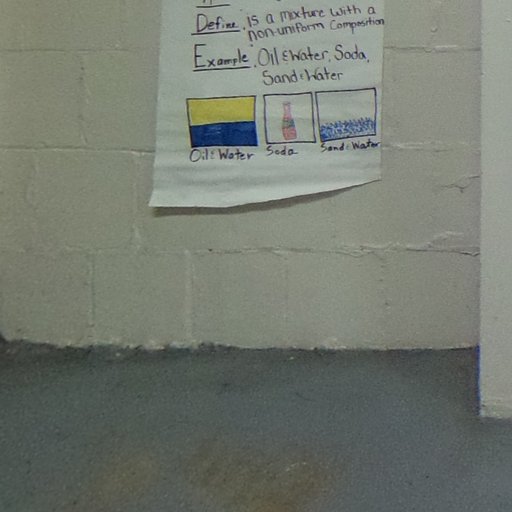 Define: is a mixture with a
non-uniform Composition
Example: Oil & Water, Soda,
Sand & Water
Oil & Water Soda Sand & Water